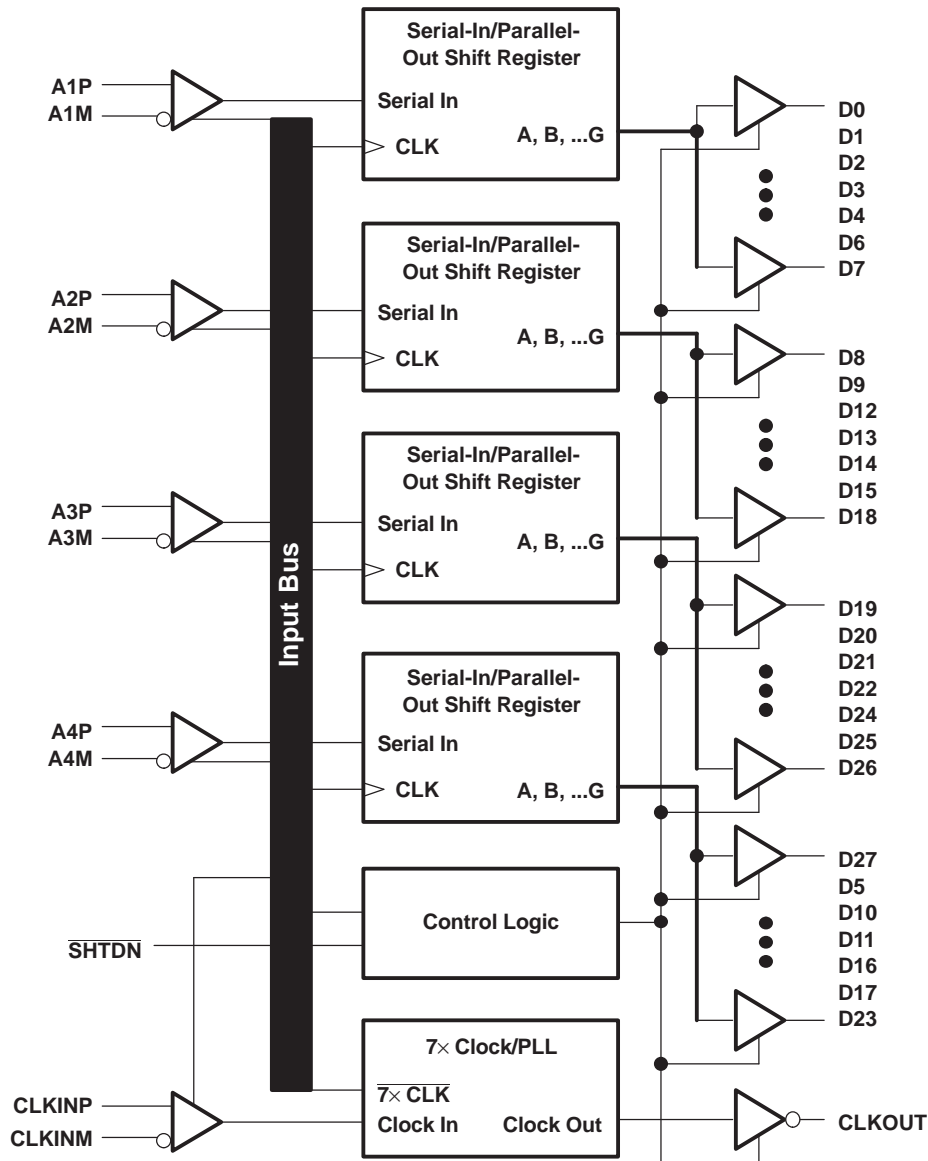 Serial-In/Parallel-
Out Shift Register
A1P
A1M
Serial In
CLK
A, B, ...G
D0
D1
D2
D3
D4
D6
D7
Serial-In/Parallel-
Out Shift Register
A2P
A2M
Serial In
CLK
A, B, ...G
D8
D9
D12
D13
D14
D15
D18
Serial-In/Parallel-
Out Shift Register
A3P
A3M
Serial In
CLK
A, B, ...G
Input Bus
D19
D20
D21
D22
D24
D25
D26
Serial-In/Parallel-
Out Shift Register
A4P
A4M
Serial In
CLK
A, B, ...G
D27
D5
D10
D11
D16
D17
D23
Control Logic
SHTDN
7× Clock/PLL
7× CLK
CLKINP
CLKINM
Clock In
Clock Out
CLKOUT